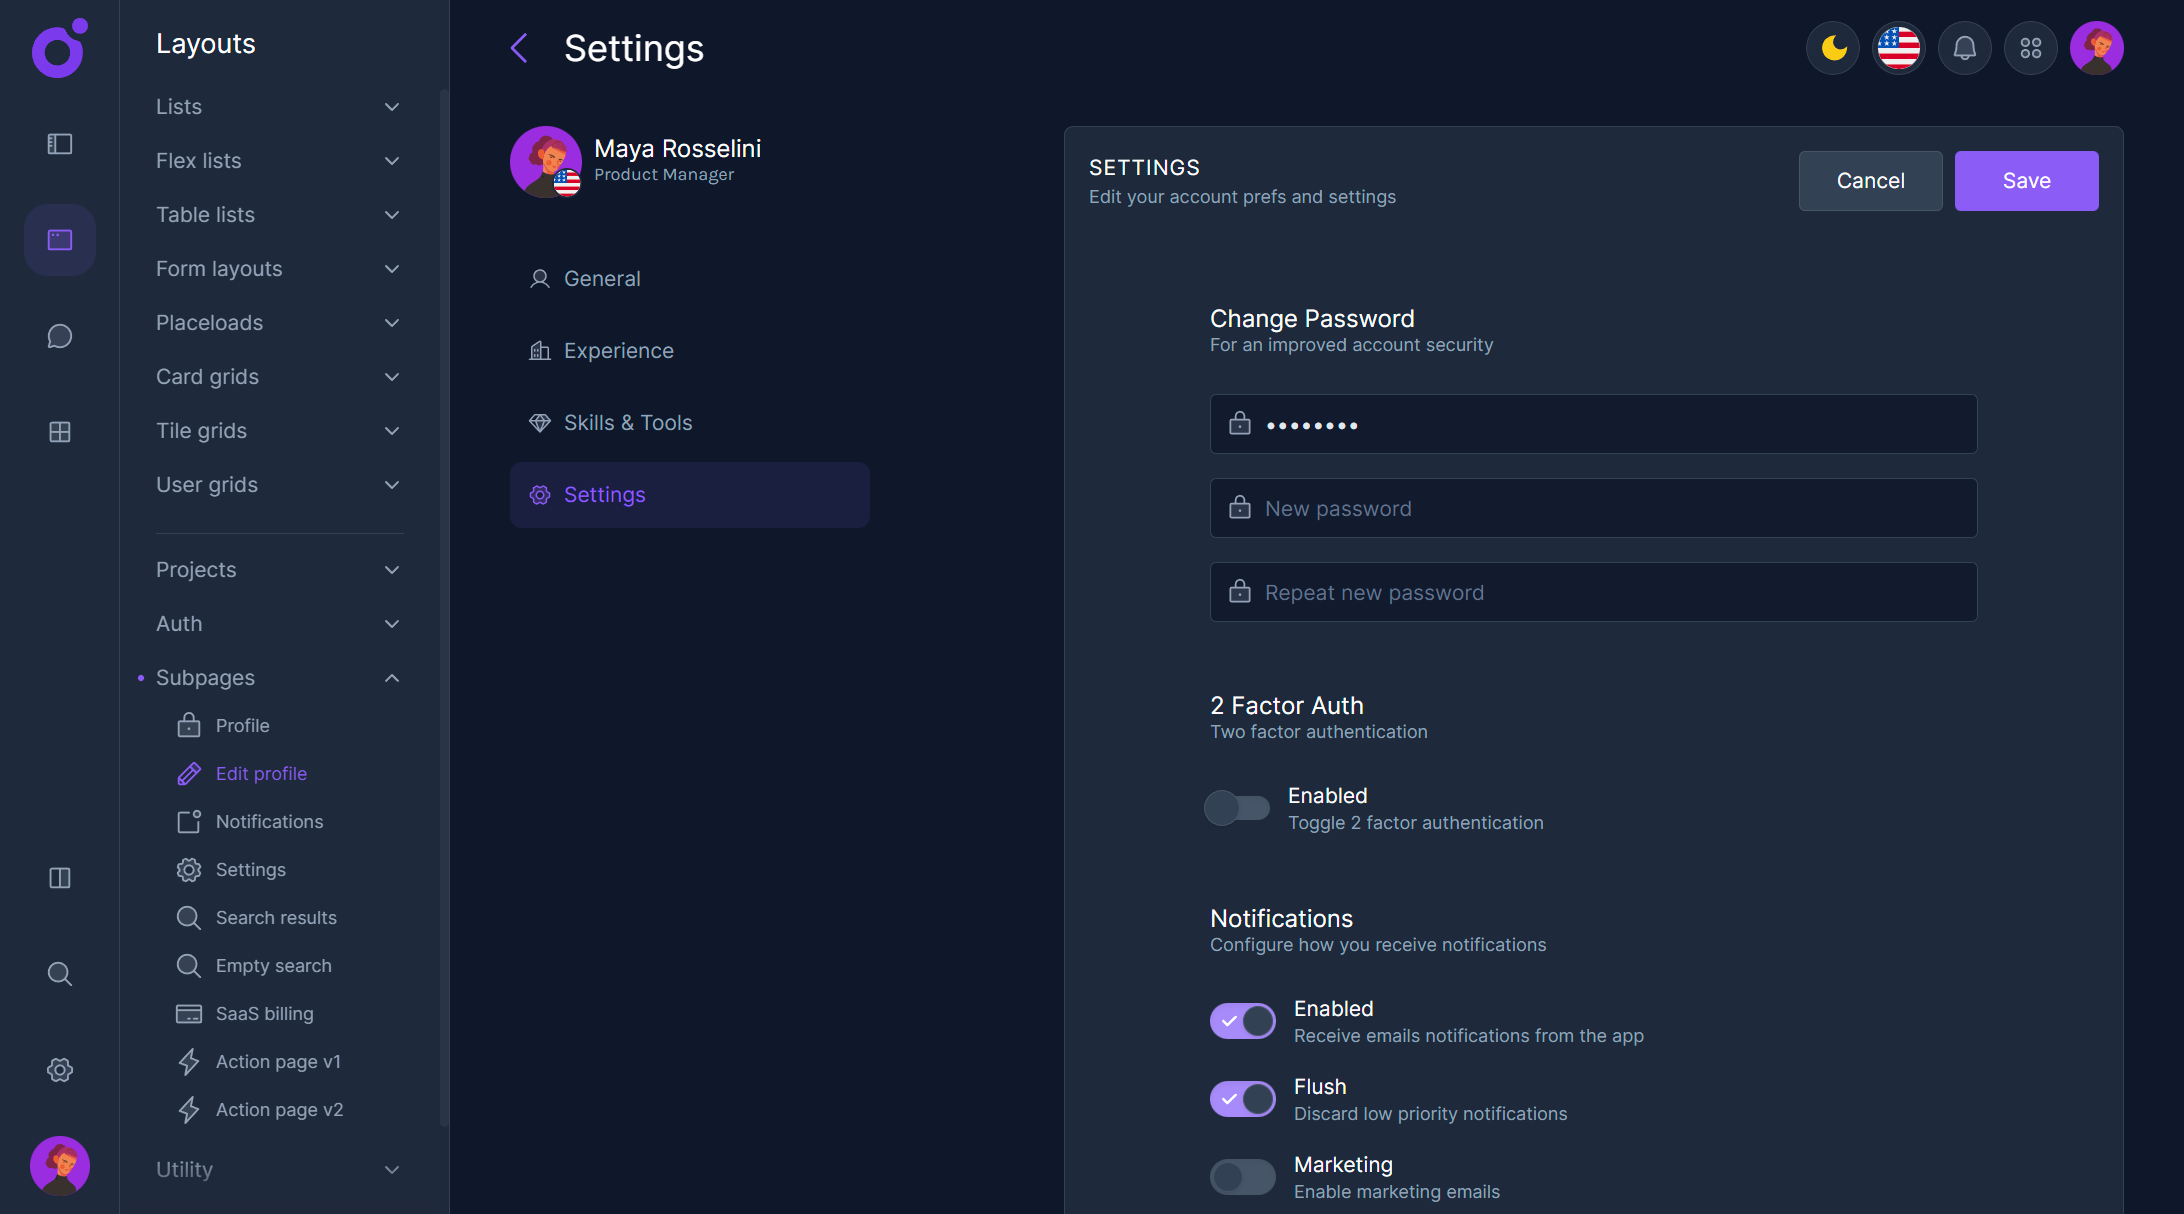 Layouts
Lists
Flex lists
Table lists
Form layouts
Placeloads
Card grids
Tile grids
User grids
Projects
Auth
Subpages
Profile
Edit profile
Notifications
Settings
Search results
Empty search
SaaS billing
Action page v1
Action page v2
Utility
Settings
Maya Rosselini
Product Manager
General
Experience
Skills & Tools
Settings
SETTINGS
Edit your account prefs and settings
Cancel
Save
Change Password
For an improved account security
••••••••
New password
Repeat new password
2 Factor Auth
Two factor authentication
Enabled
Toggle 2 factor authentication
Notifications
Configure how you receive notifications
Enabled
Receive emails notifications from the app
Flush
Discard low priority notifications
Marketing
Enable marketing emails